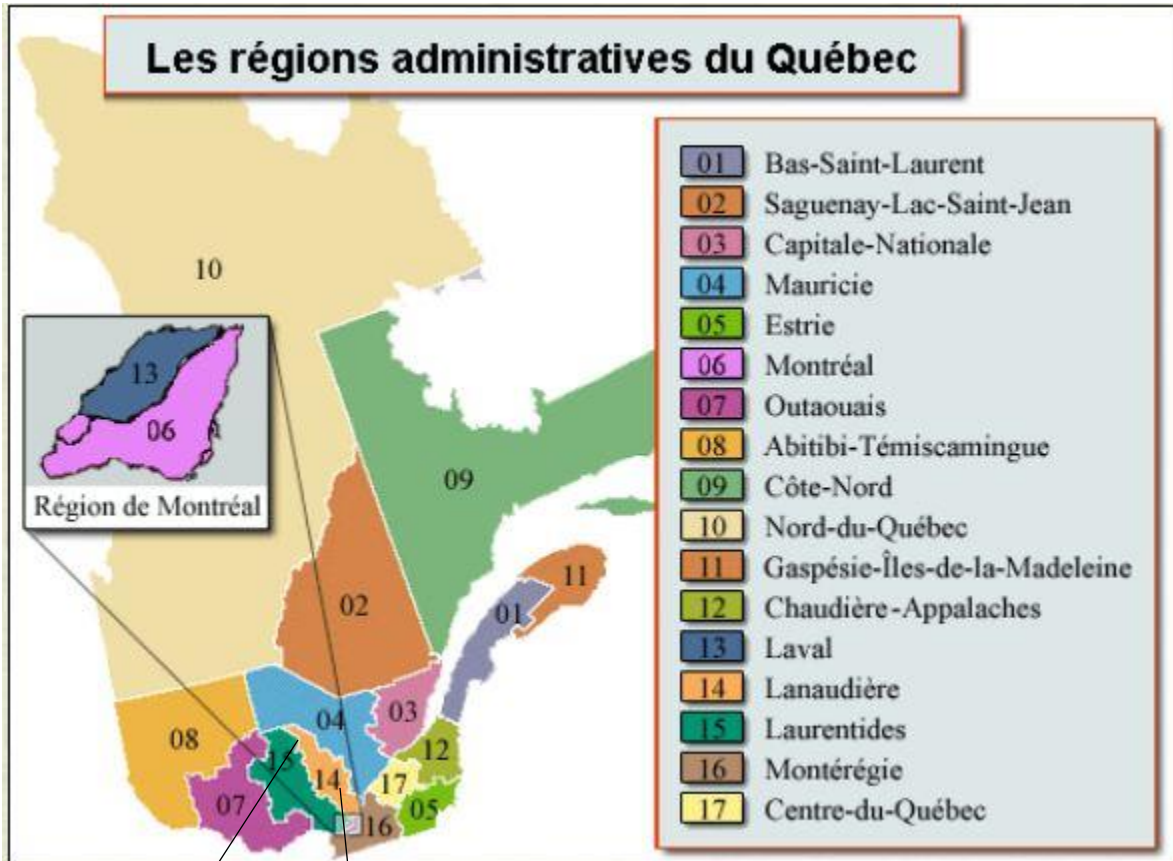 Les régions administratives du Québec
01 Bas-Saint-Laurent
02 Saguenay-Lac-Saint-Jean
03 Capitale-Nationale
04 Mauricie
05 Estrie
06 Montréal
07 Outaouais
08 Abitibi-Témiscamingue
09 Côte-Nord
10 Nord-du-Québec
11 Gaspésie-Îles-de-la-Madeleine
12 Chaudière-Appalaches
13 Laval
14 Lanaudière
15 Laurentides
16 Montérégie
17 Centre-du-Québec
10
13
06
Région de Montréal
09
11
02
01
03
04
08
12
15
14
17
07
05
16